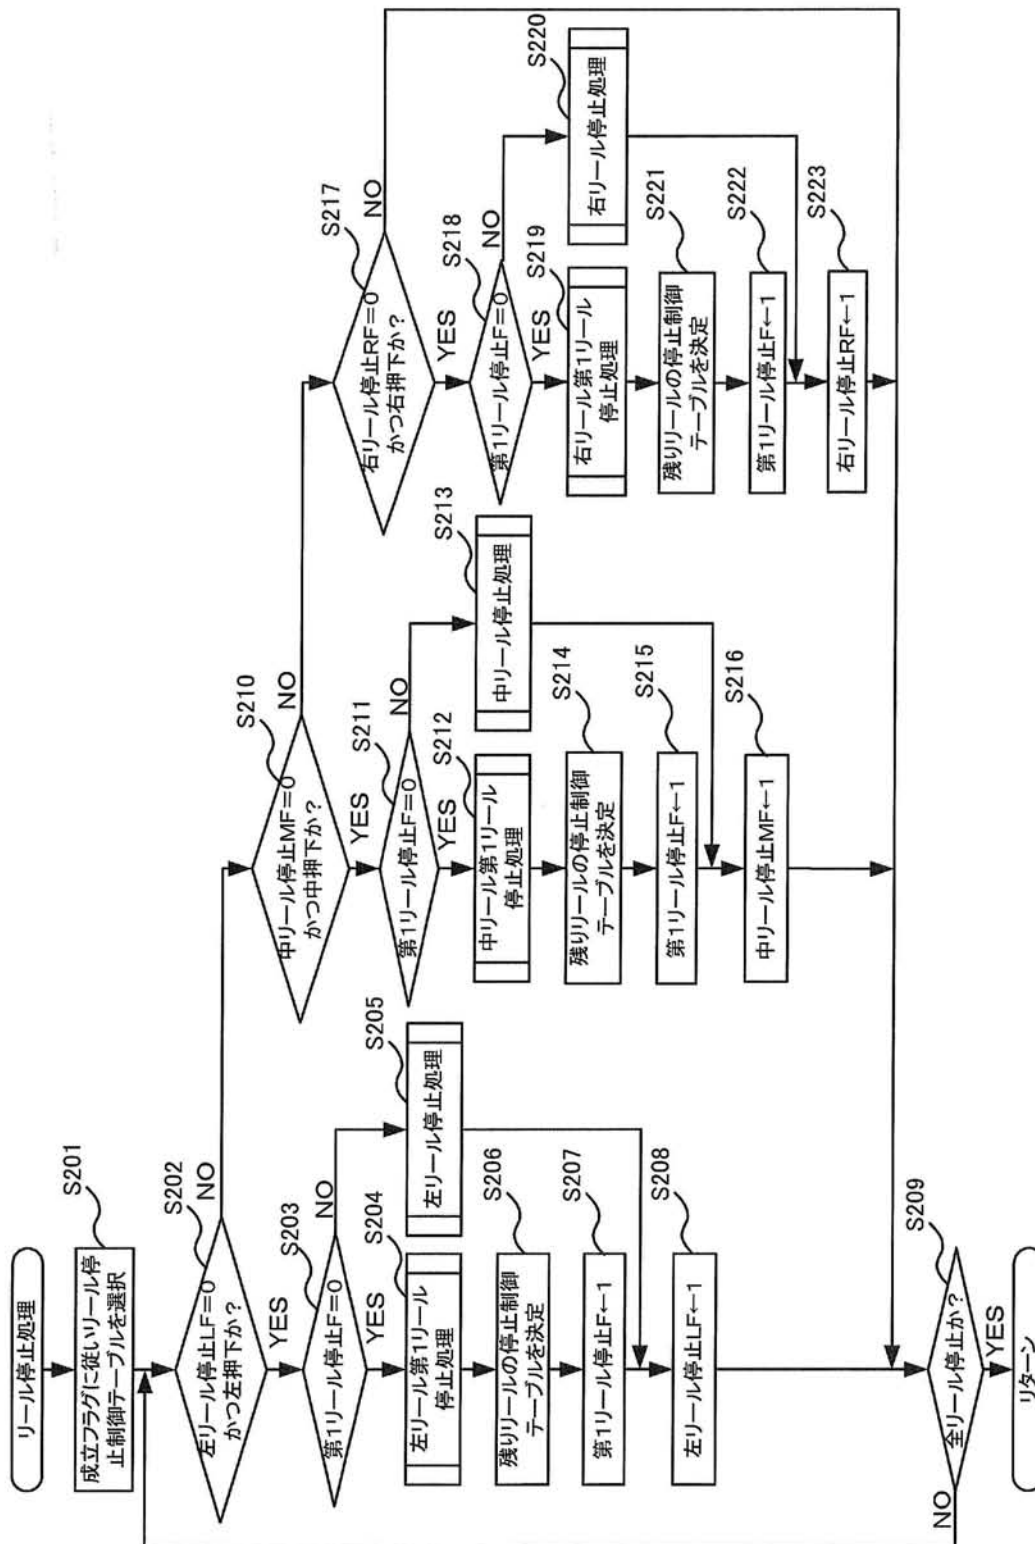 リール停止処理
S201
成立フラグに従いリール停
止制御テーブルを選択
S202
左リール停止LF=0
かつ左押下か?
NO
YES
S203
第1リール停止F=0
NO
YES
S204
左リール第1リール
停止処理
S205
左リール停止処理
S206
残りリールの停止制御
テーブルを決定
S207
第1リール停止F←1
S208
左リール停止LF←1
S209
全リール停止か?
NO
YES
リターン
S210
中リール停止MF=0
かつ中押下か?
NO
YES
S211
第1リール停止F=0
NO
YES
S212
中リール第1リール
停止処理
S213
中リール停止処理
S214
残りリールの停止制御
テーブルを決定
S215
第1リール停止F←1
S216
中リール停止MF←1
S217
右リール停止RF=0
かつ右押下か?
NO
YES
S218
第1リール停止F=0
NO
YES
S219
右リール第1リール
停止処理
S220
右リール停止処理
S221
残りリールの停止制御
テーブルを決定
S222
第1リール停止F←1
S223
右リール停止RF←1